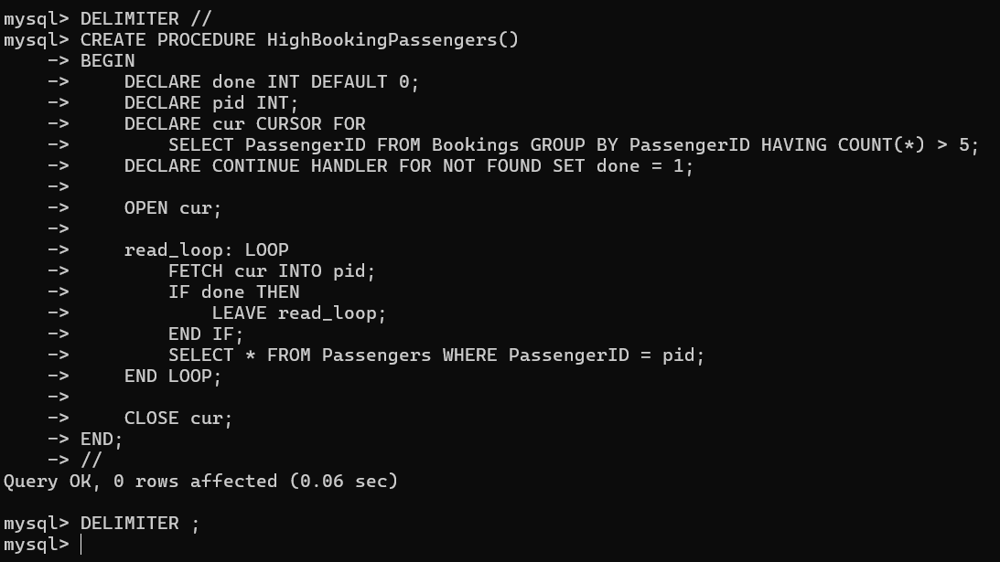 mysql> DELIMITER //
mysql> CREATE PROCEDURE HighBookingPassengers()
    -> BEGIN
    ->     DECLARE done INT DEFAULT 0;
    ->     DECLARE pid INT;
    ->     DECLARE cur CURSOR FOR
    ->         SELECT PassengerID FROM Bookings GROUP BY PassengerID HAVING COUNT(*) > 5;
    ->     DECLARE CONTINUE HANDLER FOR NOT FOUND SET done = 1;
    ->
    ->     OPEN cur;
    ->
    ->     read_loop: LOOP
    ->         FETCH cur INTO pid;
    ->         IF done THEN
    ->             LEAVE read_loop;
    ->         END IF;
    ->         SELECT * FROM Passengers WHERE PassengerID = pid;
    ->     END LOOP;
    ->
    ->     CLOSE cur;
    -> END;
    -> //
Query OK, 0 rows affected (0.06 sec)

mysql> DELIMITER ;
mysql>